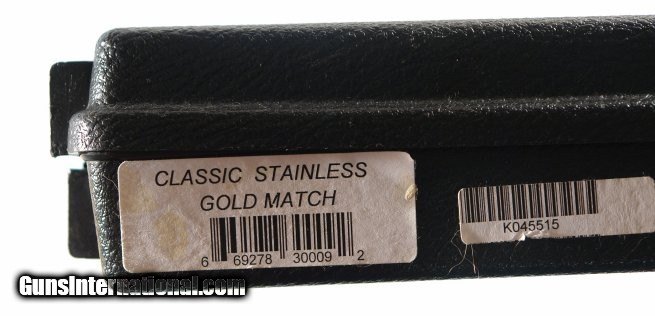 CLASSIC STAINLESS
GOLD MATCH
6 69278 30009 2
K045515
GunsInternational.com